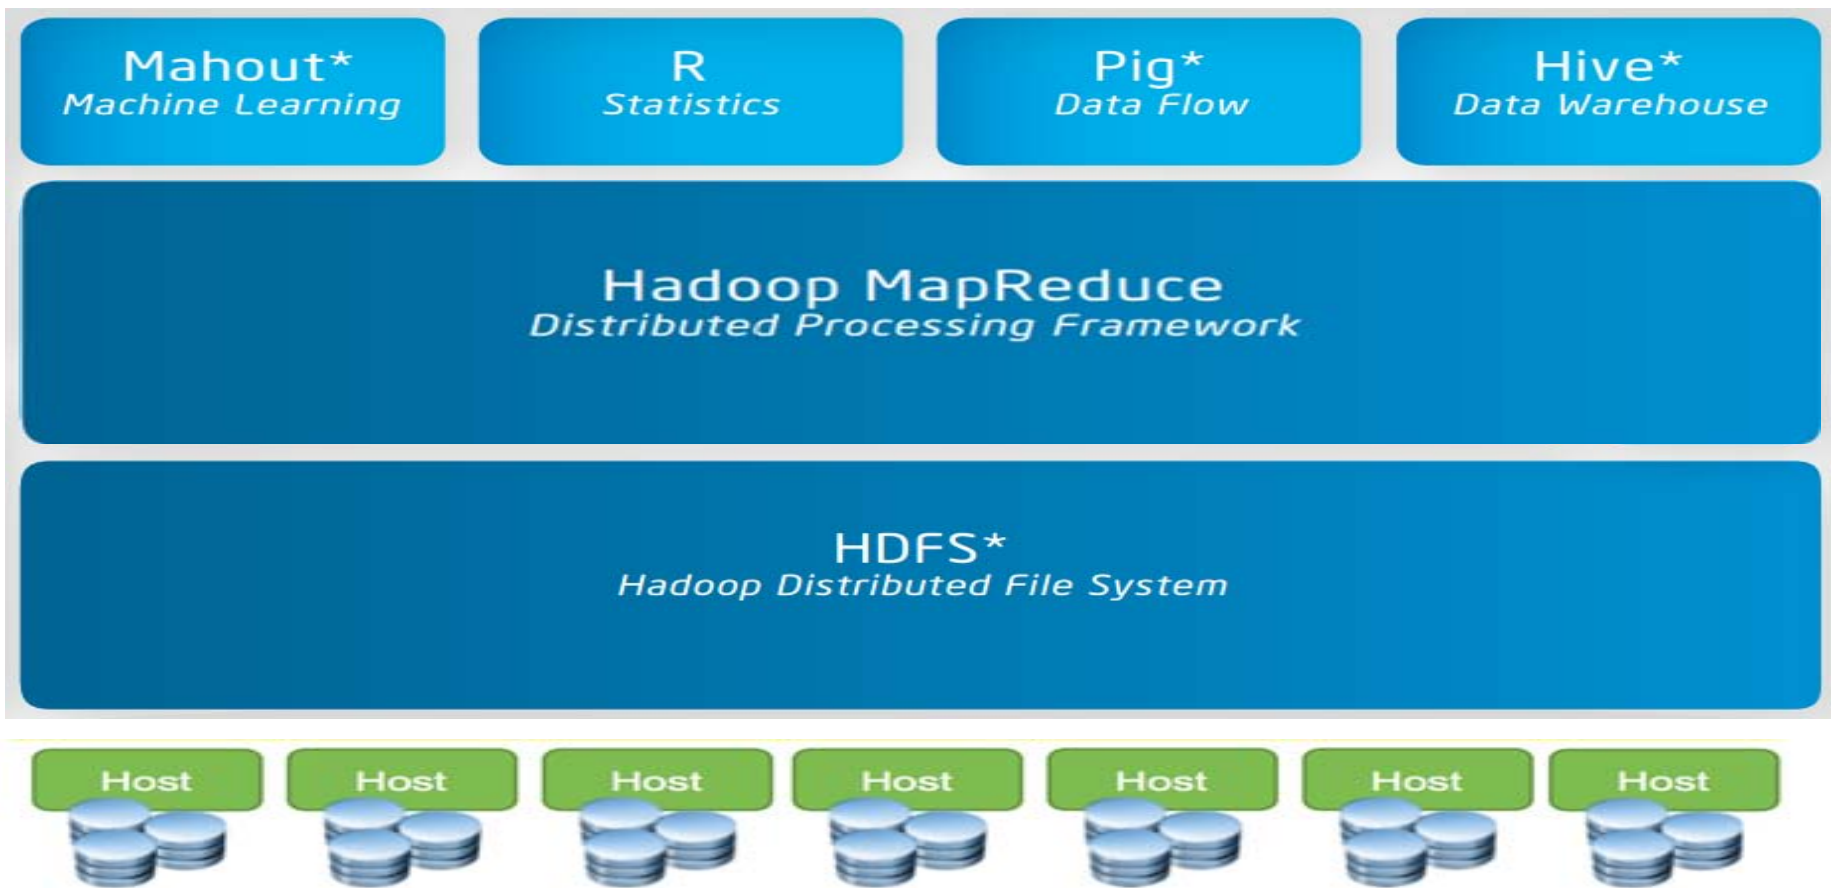 Mahout*
Machine Learning
R
Statistics
Pig*
Data Flow
Hive*
Data Warehouse
Hadoop MapReduce
Distributed Processing Framework
HDFS*
Hadoop Distributed File System
Host
Host
Host
Host
Host
Host
Host